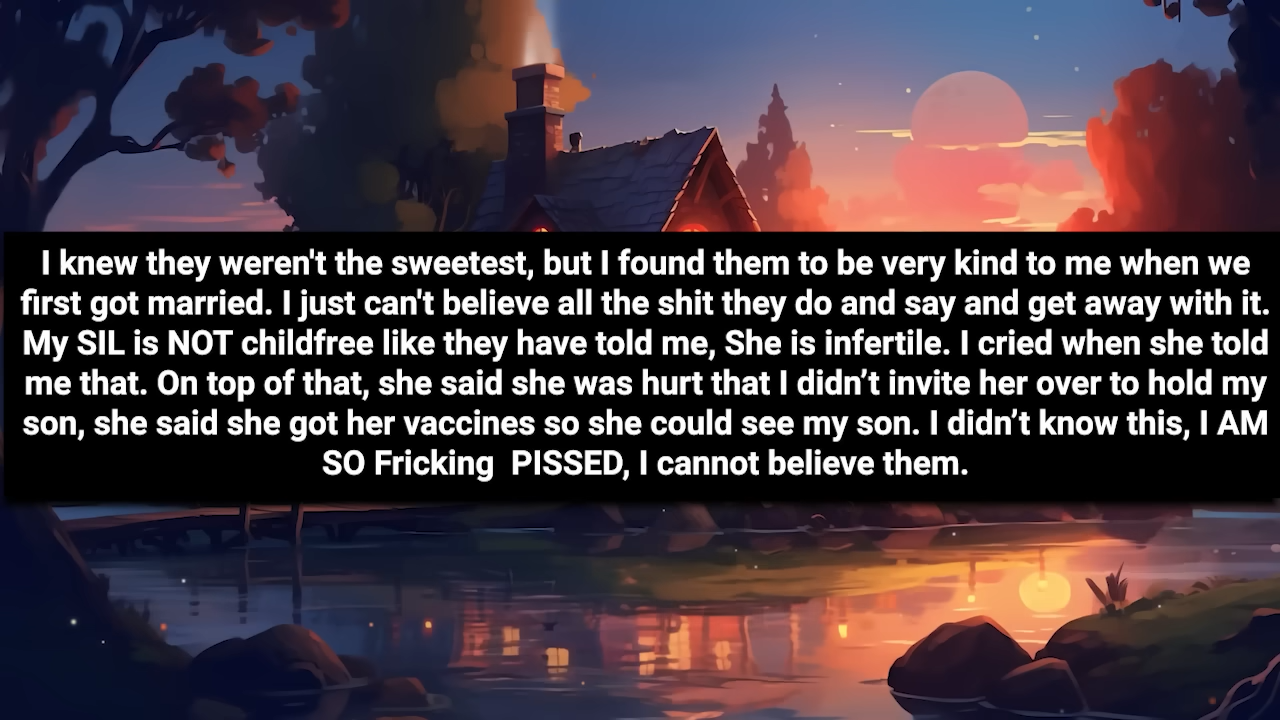 I knew they weren't the sweetest, but I found them to be very kind to me when we
first got married. I just can't believe all the shit they do and say and get away with it.
My SIL is NOT childfree like they have told me, She is infertile. I cried when she told
me that. On top of that, she said she was hurt that I didn’t invite her over to hold my
son, she said she got her vaccines so she could see my son. I didn’t know this, I AM
SO Fricking  PISSED, I cannot believe them.